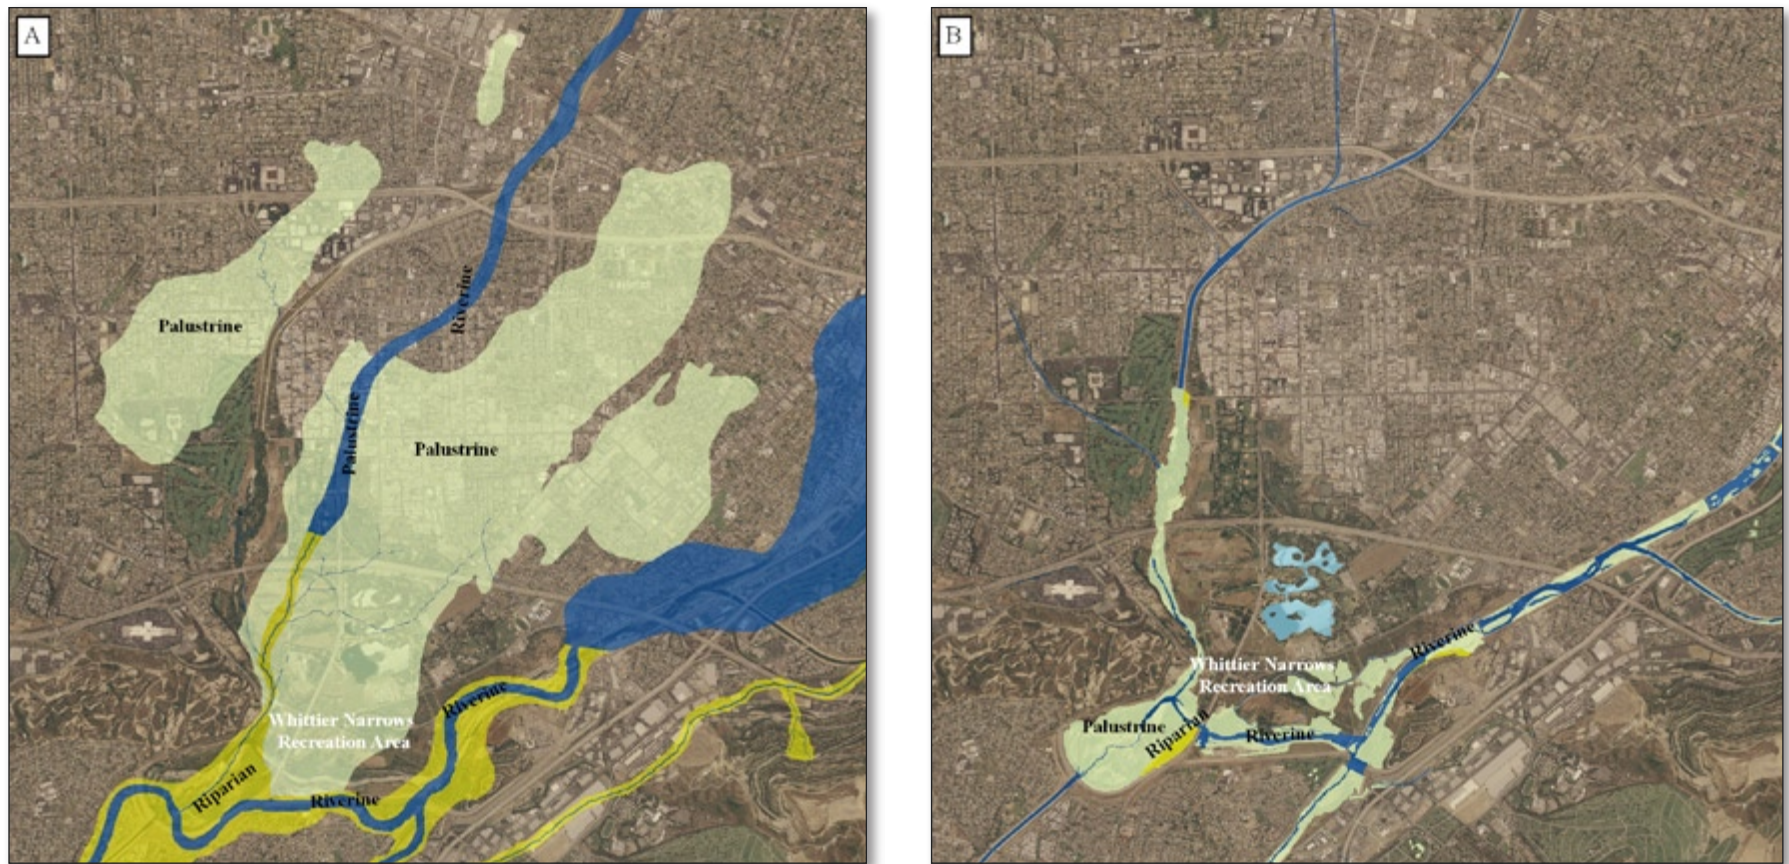 A
Palustrine
Riverine
Palustrine
Palustrine
Riverine
Whittier Narrows
Recreation Area
Riparian
Riverine
B
Riverine
Whittier Narrows
Recreation Area
Palustrine
Riparian
Riverine